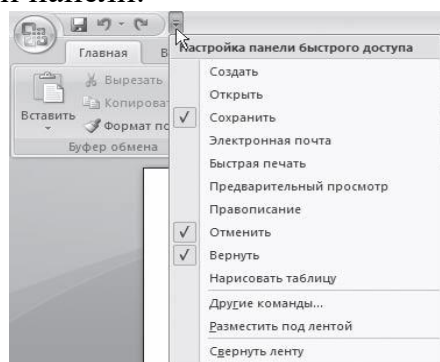 и панели.
Главная В
Настройка панели быстрого доступа
Вставить
Вырезать
Копироват
Формат по
Буфер обмена
Создать
Открыть
Сохранить
Электронная почта
Быстрая печать
Предварительный просмотр
Правописание
Отменить
Вернуть
Нарисовать таблицу
Другие команды...
Разместить под лентой
Свернуть ленту